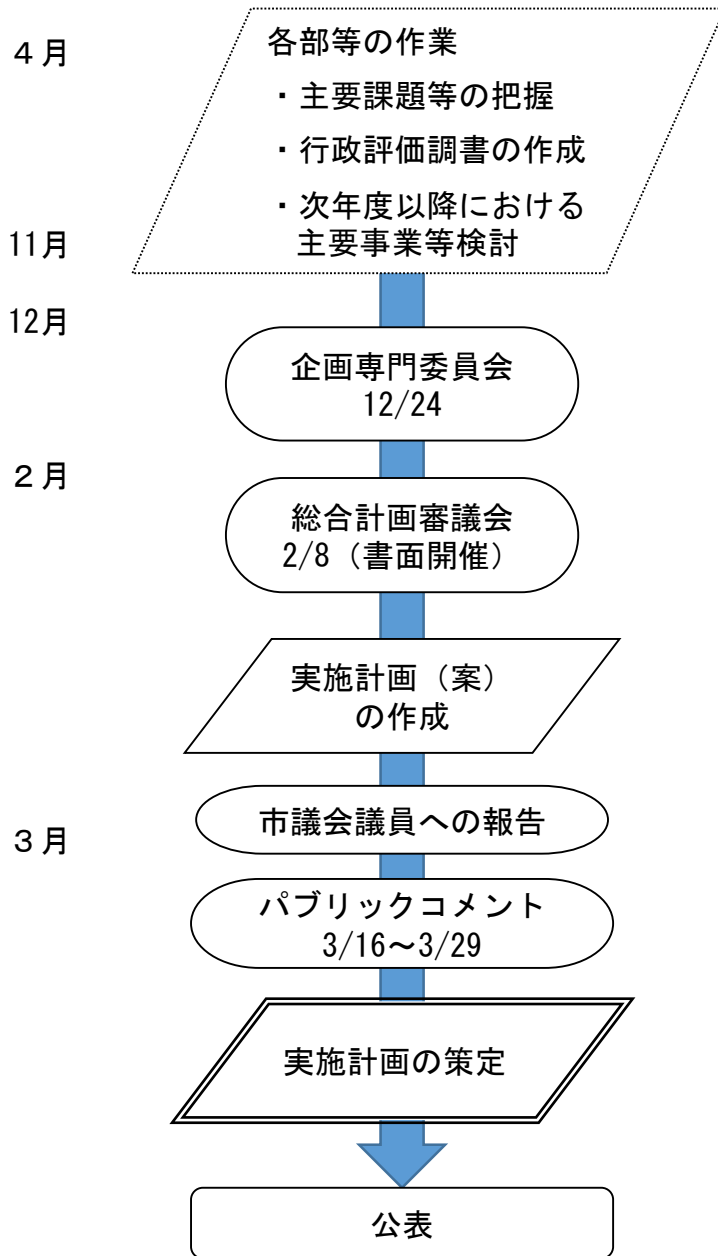 4月
各部等の作業
・主要課題等の把握
・行政評価調書の作成
・次年度以降における
主要事業等検討
11月
12月
企画専門委員会
12/24
2月
総合計画審議会
2/8（書面開催）
実施計画（案）
の作成
市議会議員への報告
3月
パブリックコメント
3/16～3/29
実施計画の策定
公表